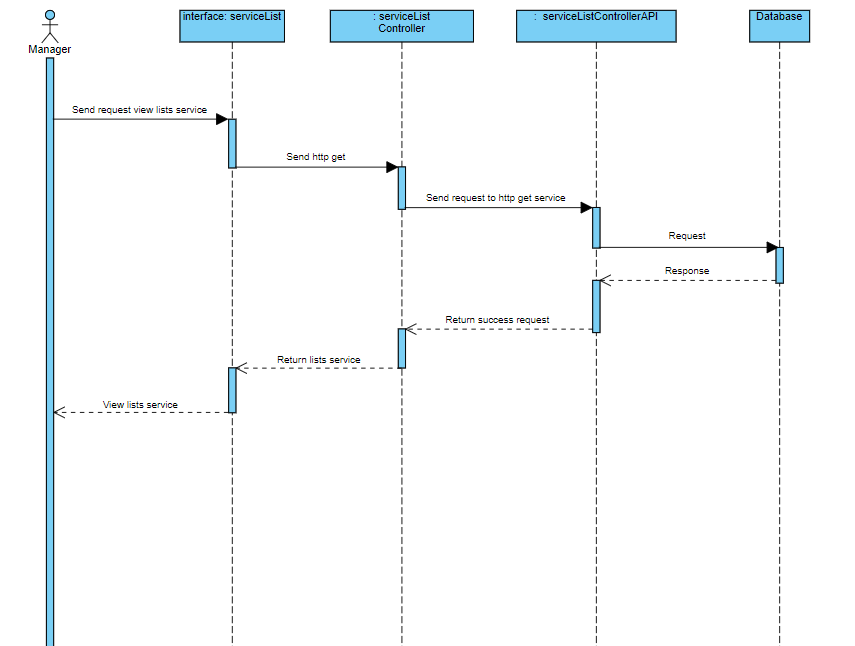 interface: serviceList
: serviceList
Controller
: serviceListControllerAPI
Database
Manager
Send request view lists service
Send http get
Send request to http get service
Request
Response
Return success request
Return lists service
View lists service